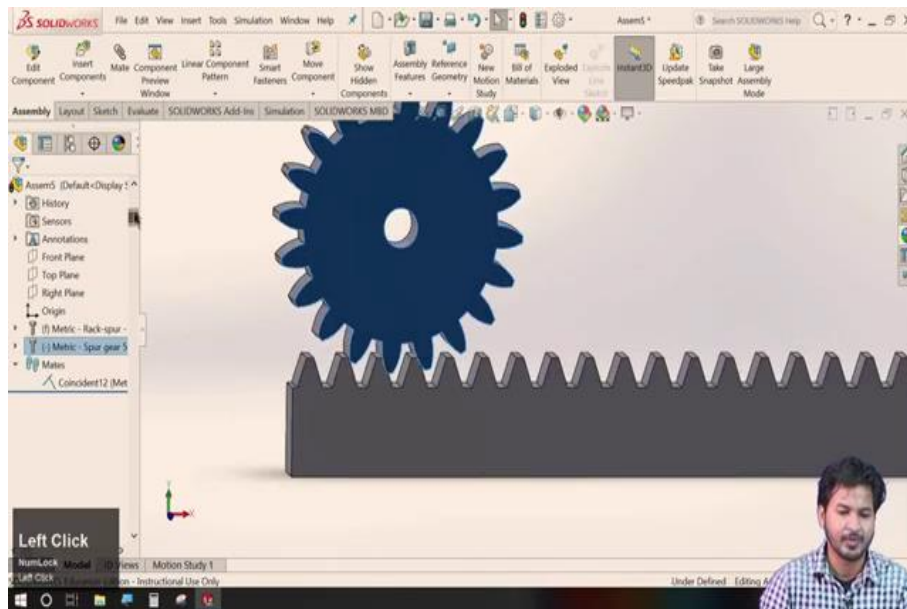 DS SOLIDWORKS File Edit View Insert Tools Simulation Window Help Assem5 * Search SOLIDWORKS Help
Edit Component Insert Components Mate Component Preview Window Linear Component Pattern Smart Fasteners Move Component Show Hidden Components Assembly Features Reference Geometry New Motion Study Bill of Materials Exploded View Instant3D Update Speedpak Take Snapshot Large Assembly Mode
Assembly Layout Sketch Evaluate SOLIDWORKS Add-Ins Simulation SOLIDWORKS MBD
Assem5 (Default<Display S
History
Sensors
Annotations
Front Plane
Top Plane
Right Plane
Origin
(f) Metric - Rack-spur -
(-) Metric - Spur gear S
Mates
Coincident12 (Met
Left Click
NumLock
Left Click
Model 3D Views Motion Study 1
- Instructional Use Only Under Defined Editing A